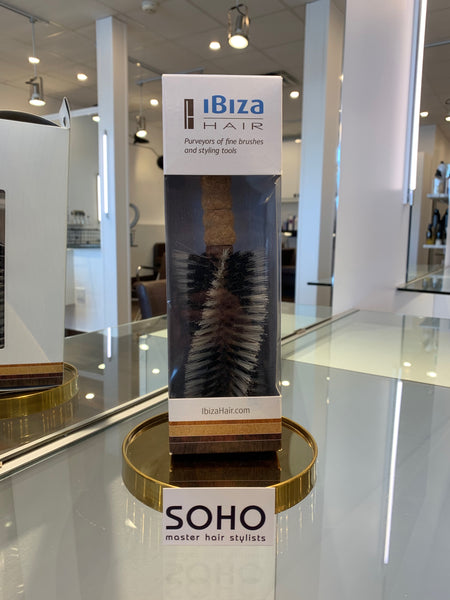 iBiza
HAIR
Purveyors of fine brushes
and styling tools
IbizaHair.com
SOHO
master hair stylists